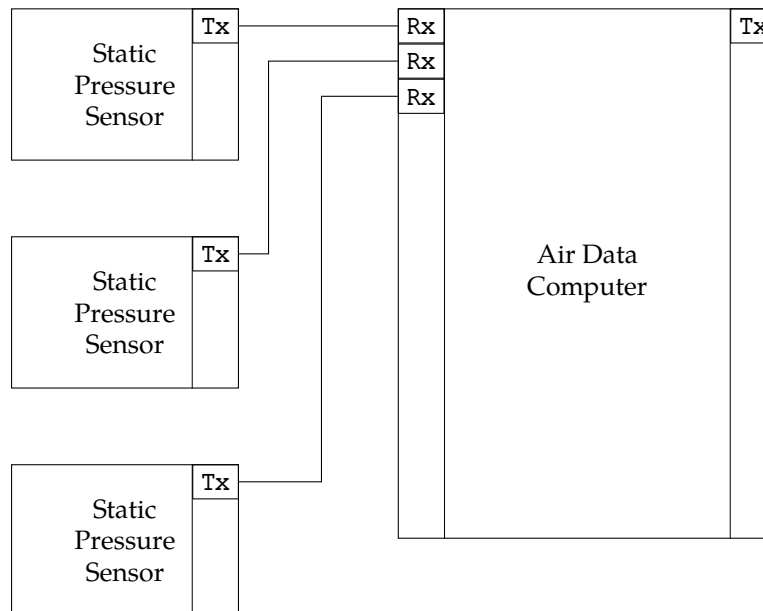 Tx
Static
Pressure
Sensor
Rx
Rx
Rx
Tx
Air Data
Computer
Tx
Static
Pressure
Sensor
Tx
Static
Pressure
Sensor